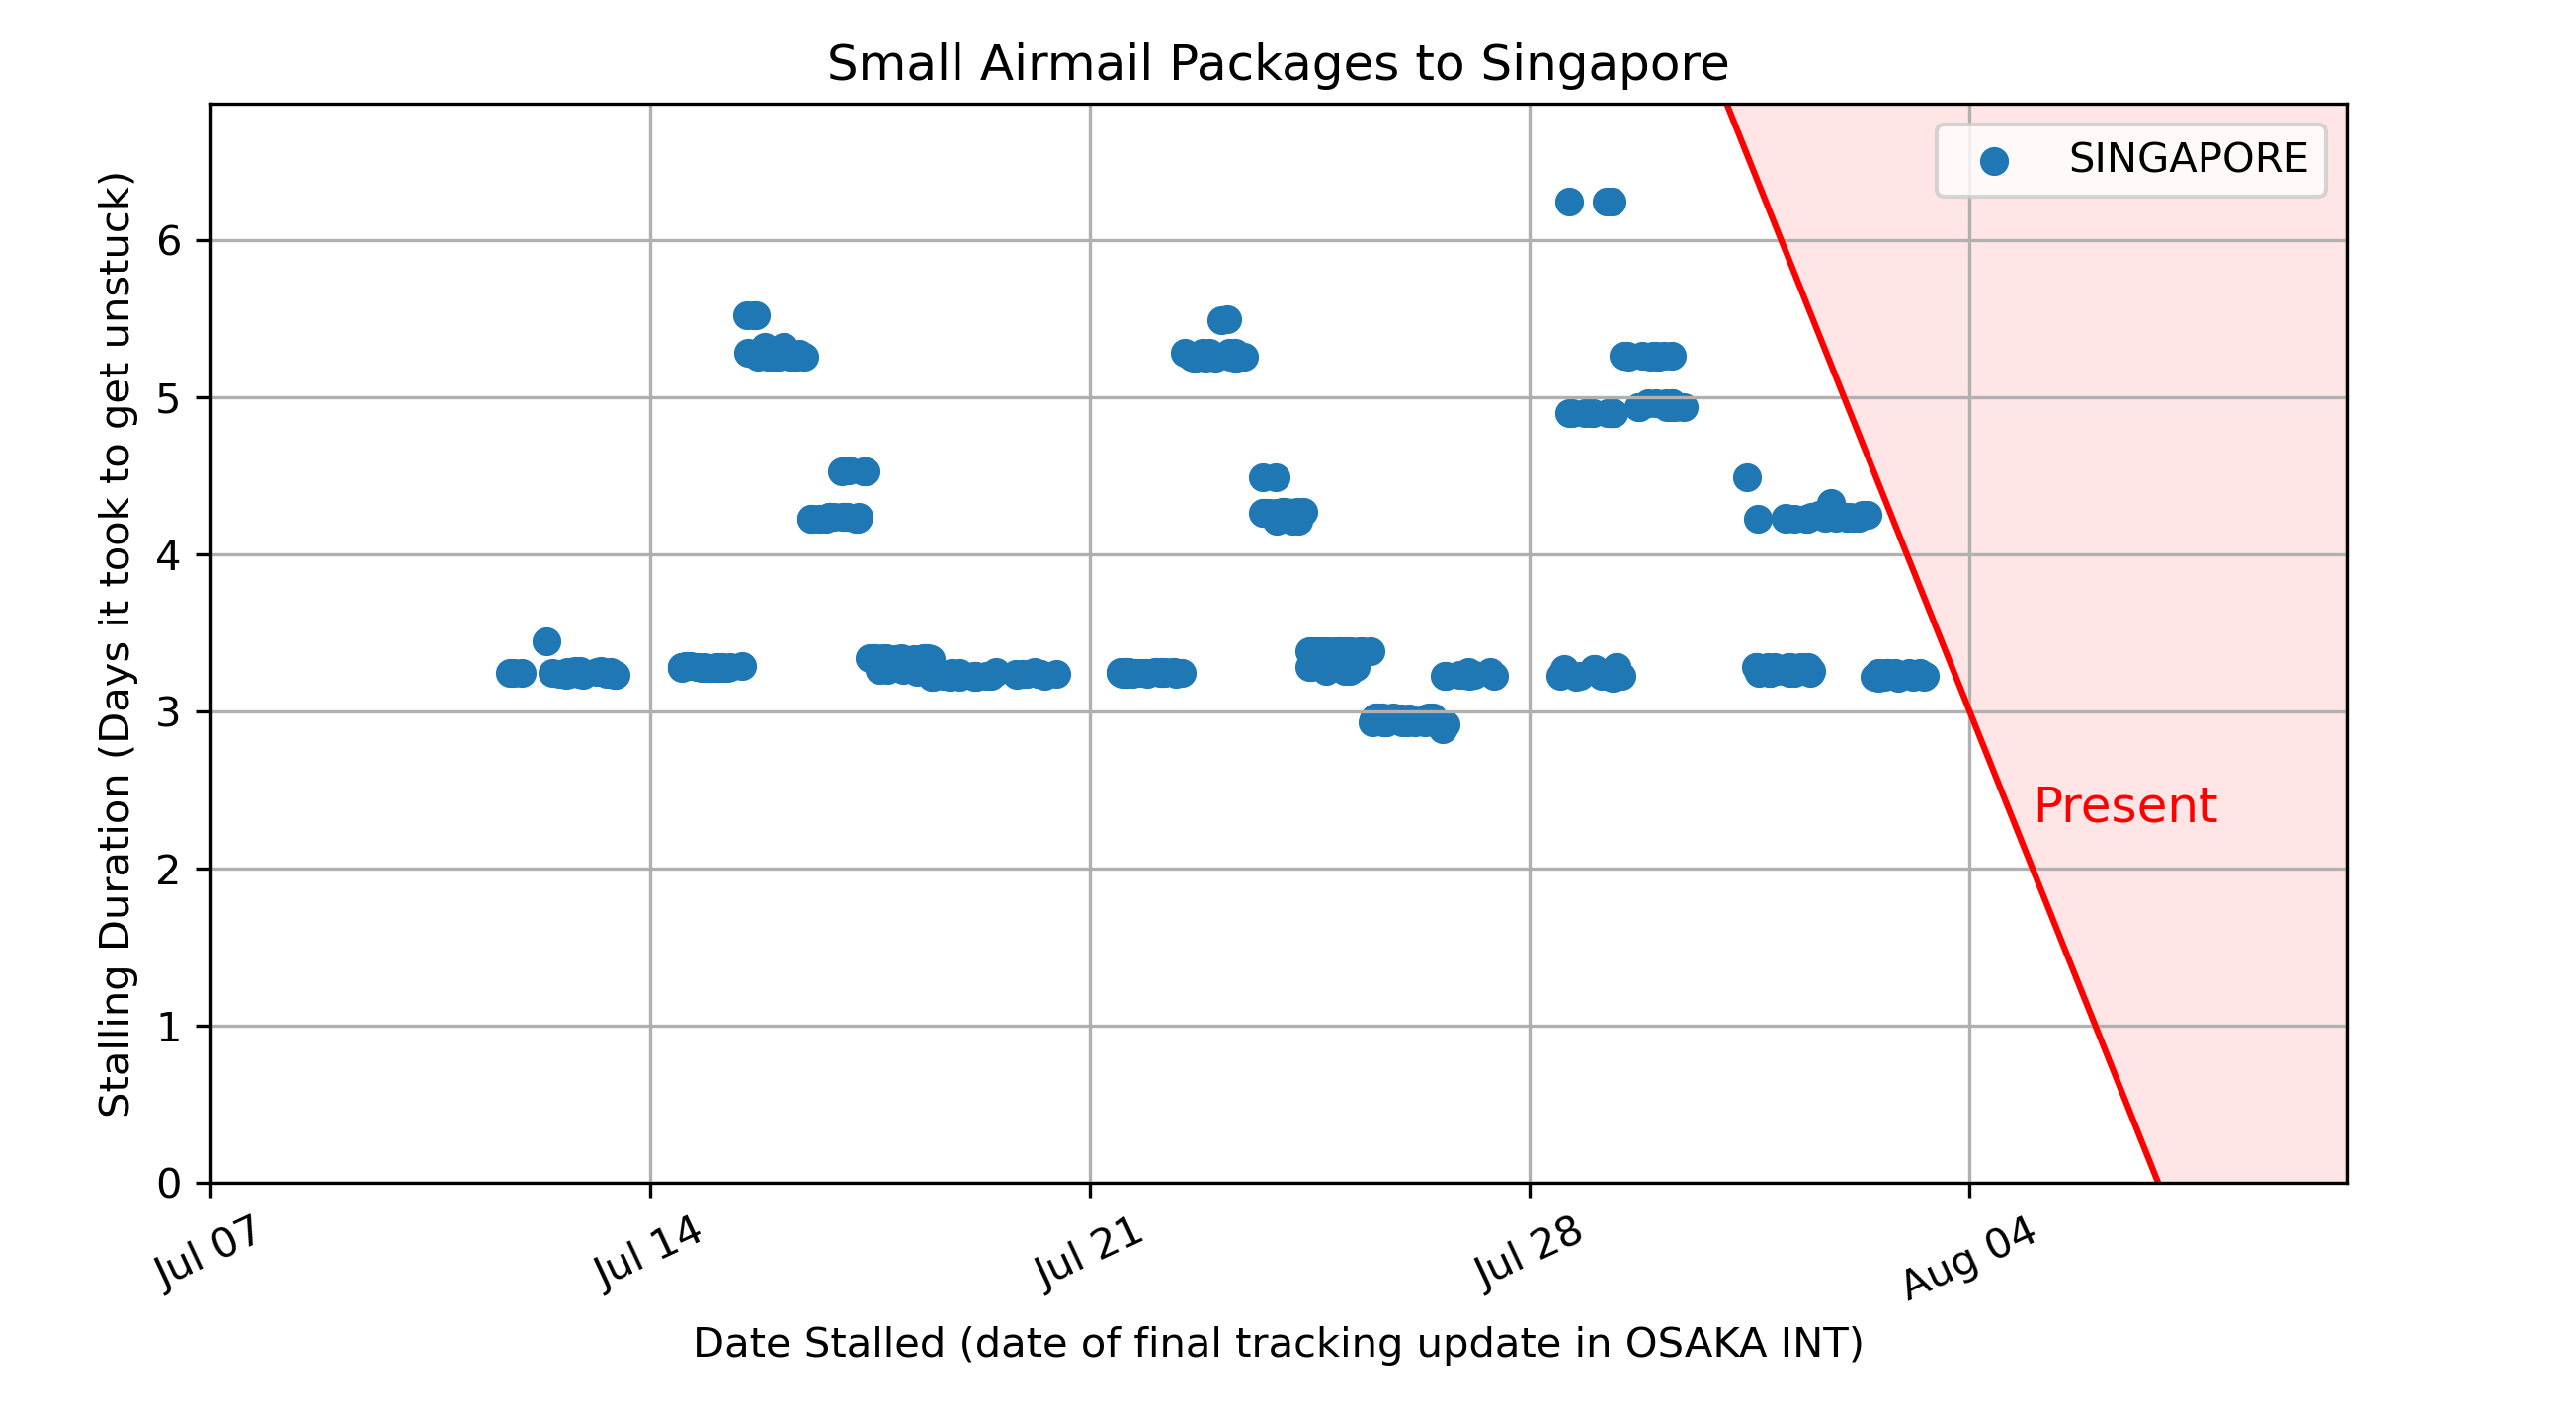 Small Airmail Packages to Singapore
SINGAPORE
Stalling Duration (Days it took to get unstuck)
6
5
4
3
2
1
0
Present
Jul 07
Jul 14
Jul 21
Jul 28
Aug 04
Date Stalled (date of final tracking update in OSAKA INT)